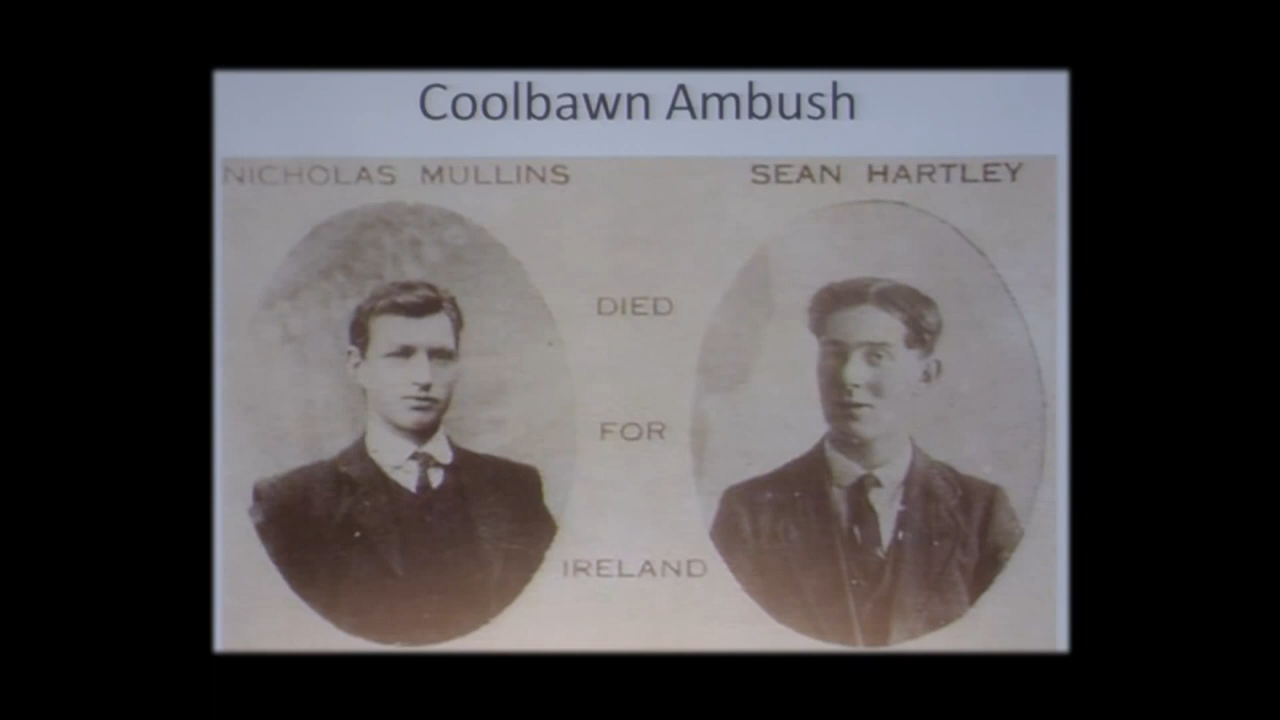 Coolbawn Ambush
NICHOLAS MULLINS
SEAN HARTLEY
DIED
FOR
IRELAND